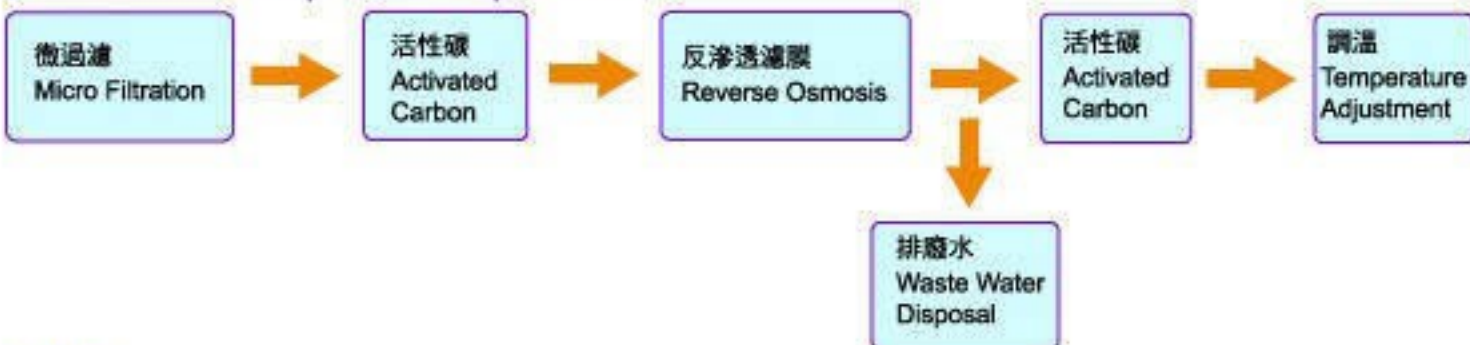 微過濾
Micro Filtration
活性碳
Activated
Carbon
反滲透濾膜
Reverse Osmosis
活性碳
Activated
Carbon
調溫
Temperature
Adjustment
排廢水
Waste Water
Disposal